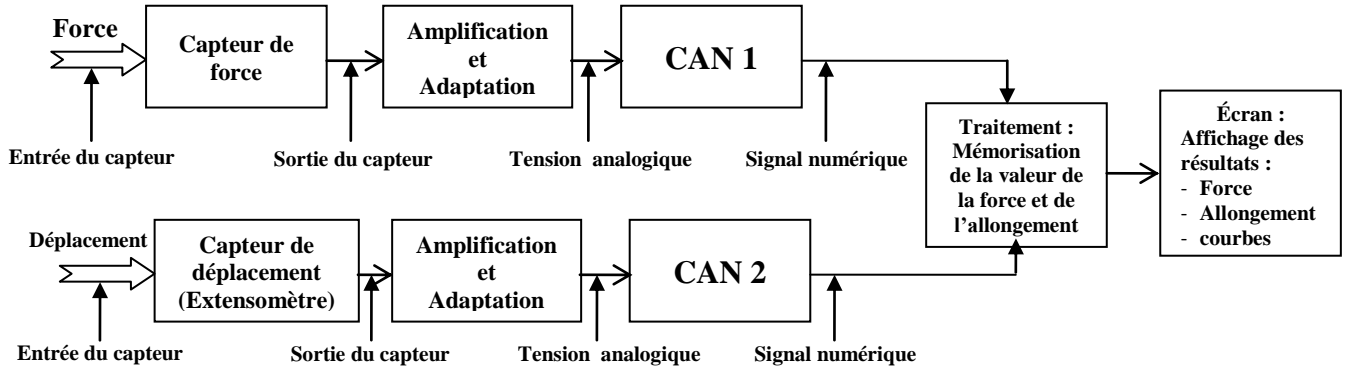 Force
Capteur de
force
Amplification
et
Adaptation
CAN 1
Entrée du capteur
Sortie du capteur
Tension analogique
Signal numérique
Traitement :
Mémorisation
de la valeur de
la force et de
l'allongement
Écran :
Affichage des
résultats :
- Force
- Allongement
- courbes
Déplacement
Capteur de
déplacement
(Extensomètre)
Amplification
et
Adaptation
CAN 2
Entrée du capteur
Sortie du capteur
Tension analogique
Signal numérique